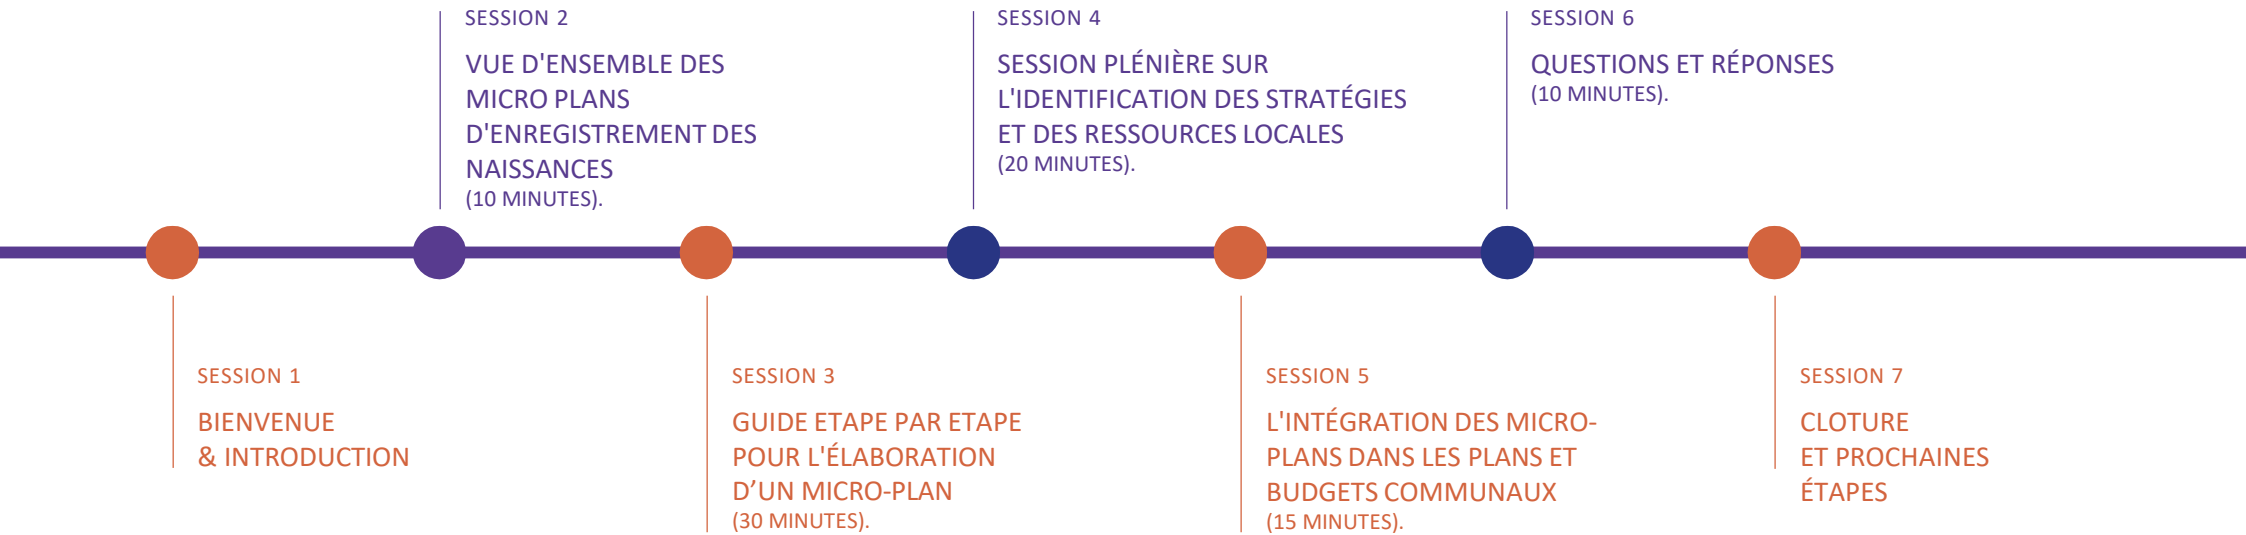 SESSION 1
BIENVENUE
& INTRODUCTION
SESSION 2
VUE D'ENSEMBLE DES
MICRO PLANS
D'ENREGISTREMENT DES
NAISSANCES
(10 MINUTES).
SESSION 3
GUIDE ETAPE PAR ETAPE
POUR L'ÉLABORATION
D’UN MICRO-PLAN
(30 MINUTES).
SESSION 4
SESSION PLÉNIÈRE SUR
L'IDENTIFICATION DES STRATÉGIES
ET DES RESSOURCES LOCALES
(20 MINUTES).
SESSION 5
L'INTÉGRATION DES MICRO-
PLANS DANS LES PLANS ET
BUDGETS COMMUNAUX
(15 MINUTES).
SESSION 6
QUESTIONS ET RÉPONSES
(10 MINUTES).
SESSION 7
CLOTURE
ET PROCHAINES
ÉTAPES